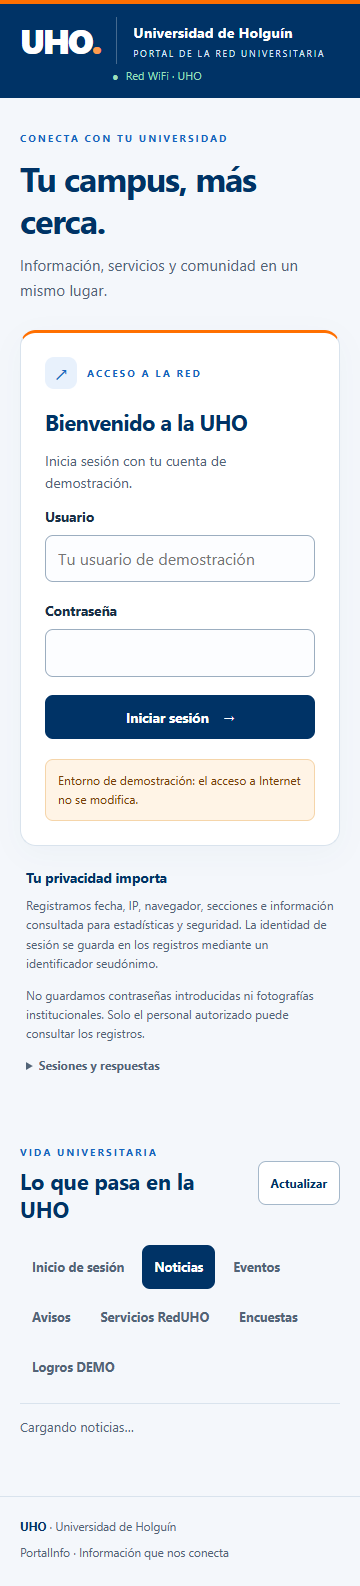 UHO.
Universidad de Holguín
PORTAL DE LA RED UNIVERSITARIA
Red WiFi · UHO
CONECTA CON TU UNIVERSIDAD
Tu campus, más
cerca.
Información, servicios y comunidad en un
mismo lugar.
↗ ACCESO A LA RED
Bienvenido a la UHO
Inicia sesión con tu cuenta de
demostración.
Usuario
Tu usuario de demostración
Contraseña
Iniciar sesión →
Entorno de demostración: el acceso a Internet
no se modifica.
Tu privacidad importa
Registramos fecha, IP, navegador, secciones e información
consultada para estadísticas y seguridad. La identidad de
sesión se guarda en los registros mediante un
identificador seudónimo.
No guardamos contraseñas introducidas ni fotografías
institucionales. Solo el personal autorizado puede
consultar los registros.
▶ Sesiones y respuestas
VIDA UNIVERSITARIA
Lo que pasa en la
UHO
Actualizar
Inicio de sesión Noticias Eventos
Avisos Servicios RedUHO Encuestas
Logros DEMO
Cargando noticias...
UHO · Universidad de Holguín
PortalInfo · Información que nos conecta